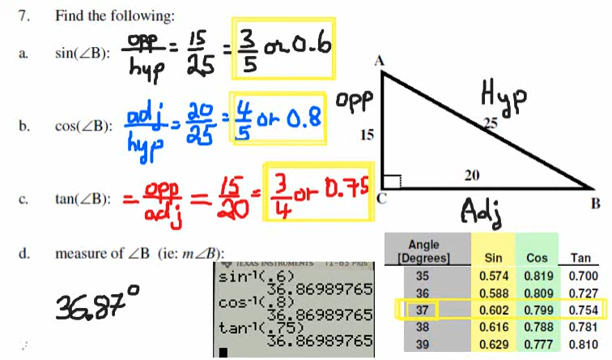 7. Find the following:
a. sin(∠B): opp/hyp = 15/25 = 3/5 or 0.6
b. cos(∠B): adj/hyp = 20/25 = 4/5 or 0.8
c. tan(∠B): = opp/adj = 15/20 = 3/4 or 0.75
d. measure of ∠B (ie: m∠B):
36.87°
A
opp
Hyp
15
25
20
C
Adj
B
TEXAS INSTRUMENTS TI-83 Plus
sin⁻¹(.6)
36.86989765
cos⁻¹(.8)
36.86989765
tan⁻¹(.75)
36.86989765
Angle [Degrees] Sin Cos Tan
35 0.574 0.819 0.700
36 0.588 0.809 0.727
37 0.602 0.799 0.754
38 0.616 0.788 0.781
39 0.629 0.777 0.810